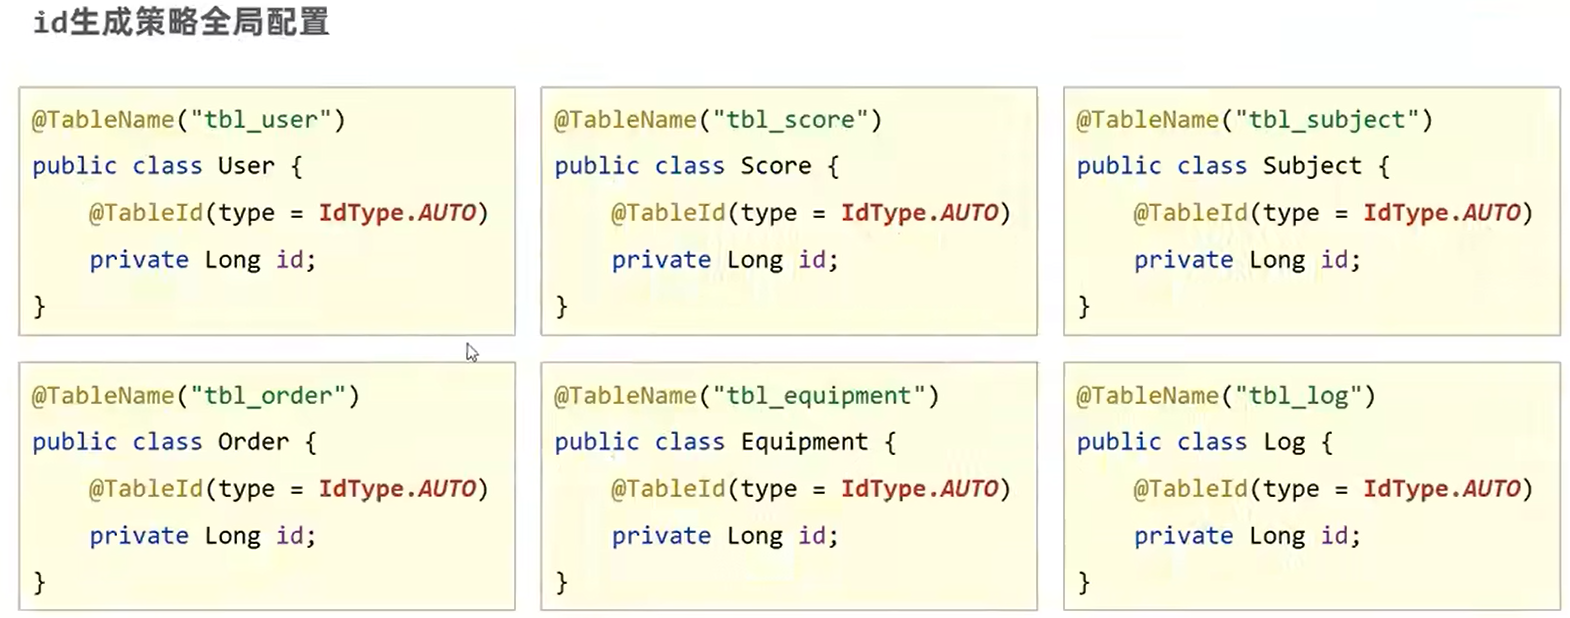 id生成策略全局配置
@TableName("tbl_user")
public class User {
    @TableId(type = IdType.AUTO)
    private Long id;
}
@TableName("tbl_score")
public class Score {
    @TableId(type = IdType.AUTO)
    private Long id;
}
@TableName("tbl_subject")
public class Subject {
    @TableId(type = IdType.AUTO)
    private Long id;
}
@TableName("tbl_order")
public class Order {
    @TableId(type = IdType.AUTO)
    private Long id;
}
@TableName("tbl_equipment")
public class Equipment {
    @TableId(type = IdType.AUTO)
    private Long id;
}
@TableName("tbl_log")
public class Log {
    @TableId(type = IdType.AUTO)
    private Long id;
}